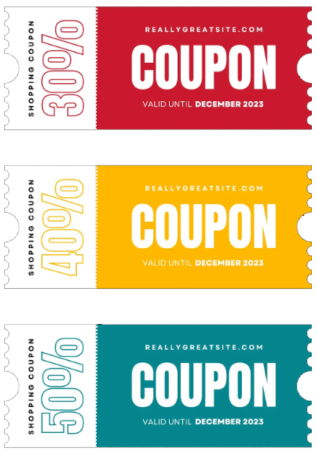 SHOPPING COUPON
30%
REALLYGREATSITE.COM
COUPON
VALID UNTIL DECEMBER 2023
SHOPPING COUPON
40%
REALLYGREATSITE.COM
COUPON
VALID UNTIL DECEMBER 2023
SHOPPING COUPON
50%
REALLYGREATSITE.COM
COUPON
VALID UNTIL DECEMBER 2023